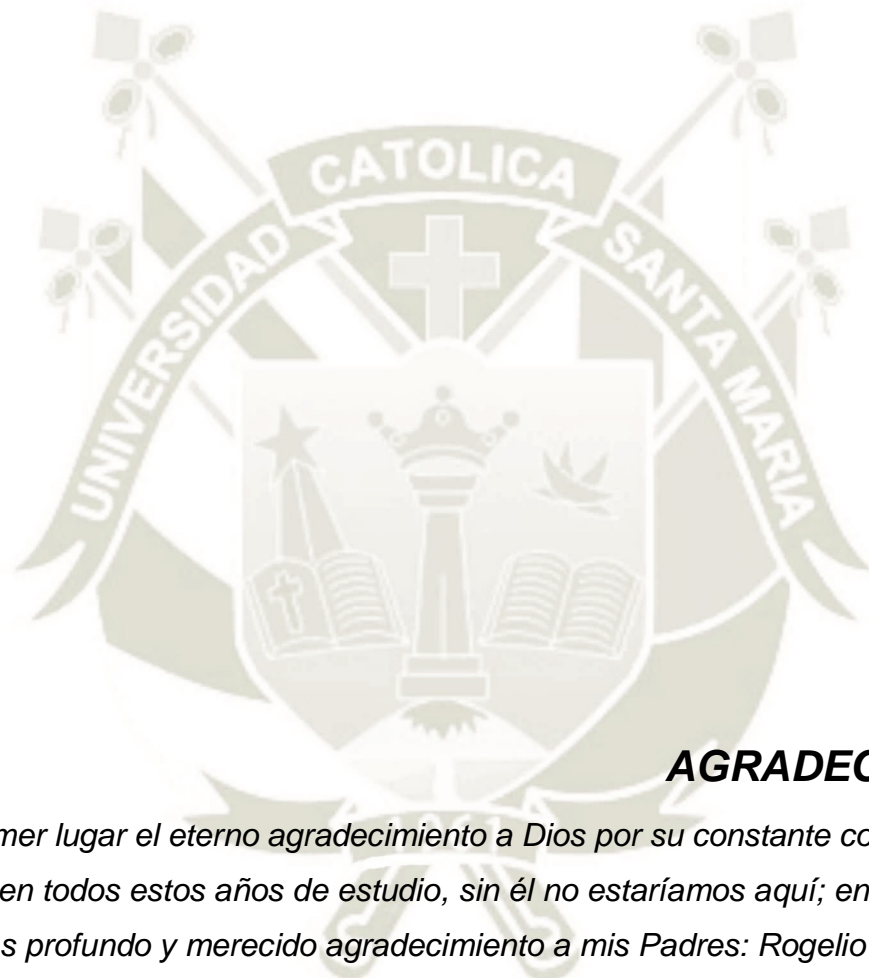 CATOLICA
UNIVERSIDAD
SANTA MARIA
1961
AGRADEC
mer lugar el eterno agradecimiento a Dios por su constante co
en todos estos años de estudio, sin él no estaríamos aquí; en
s profundo y merecido agradecimiento a mis Padres: Rogelio